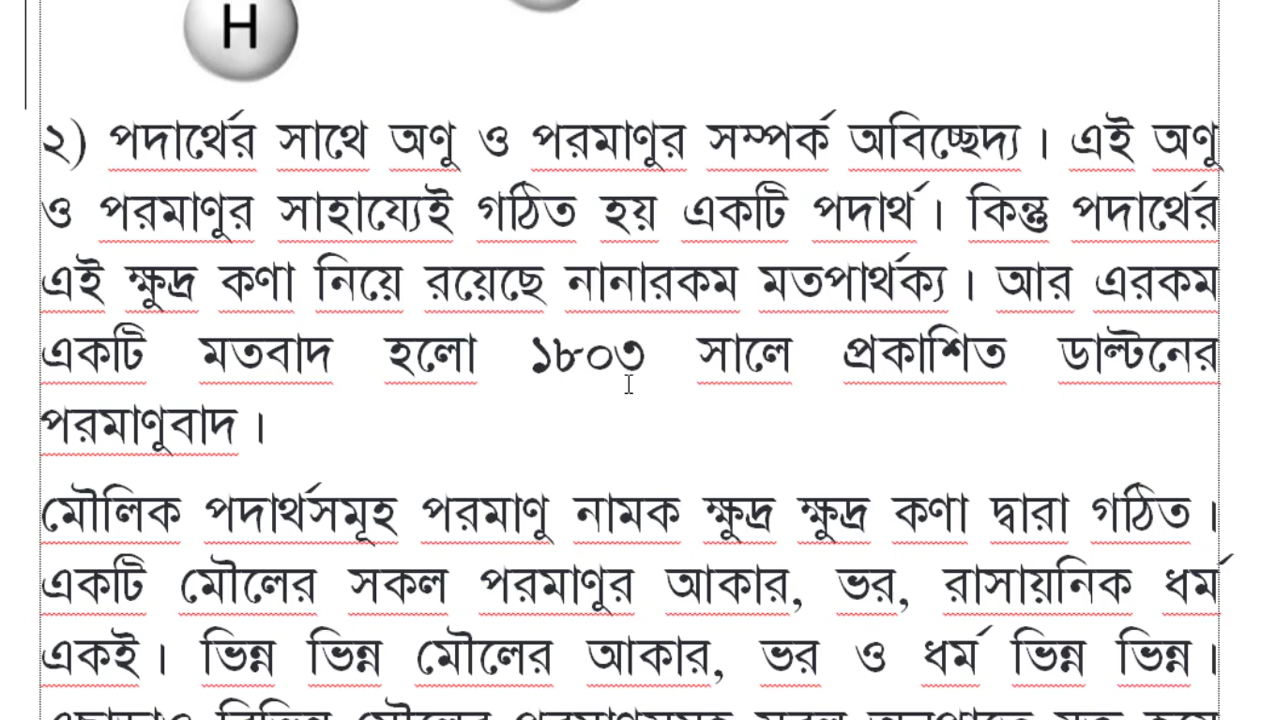 H
২) পদার্থের সাথে অণু ও পরমাণুর সম্পর্ক অবিচ্ছেদ্য। এই অণু
ও পরমাণুর সাহায্যেই গঠিত হয় একটি পদার্থ। কিন্তু পদার্থের
এই ক্ষুদ্র কণা নিয়ে রয়েছে নানারকম মতপার্থক্য। আর এরকম
একটি মতবাদ হলো ১৮০৩ সালে প্রকাশিত ডাল্টনের
পরমাণুবাদ।
মৌলিক পদার্থসমূহ পরমাণু নামক ক্ষুদ্র ক্ষুদ্র কণা দ্বারা গঠিত।
একটি মৌলের সকল পরমাণুর আকার, ভর, রাসায়নিক ধর্ম
একই। ভিন্ন ভিন্ন মৌলের আকার, ভর ও ধর্ম ভিন্ন ভিন্ন।